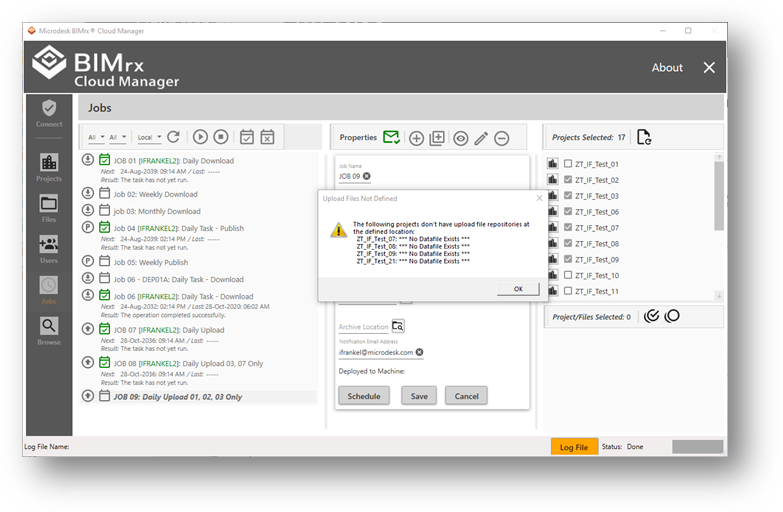 Microdesk BIMrx® Cloud Manager
BIMrx
Cloud Manager
About
Connect
Projects
Files
Users
Jobs
Browse
Jobs
All All Local
JOB 01 [IFRANKEL2]: Daily Download
Next: 24-Aug-2039: 09:14 AM / Last: -----
Result: The task has not yet run.
Job 02: Weekly Download
job 03: Monthly Download
Job 04 [IFRANKEL2]: Daily Task - Publish
Next: 24-Aug-2039: 02:14 PM / Last: -----
Result: The task has not yet run.
Job 05: Weekly Publish
Job 06 - DEP01A: Daily Task - Download
Job 06 [IFRANKEL2]: Daily Task - Download
Next: 24-Aug-2032: 02:14 PM / Last:28-Oct-2020: 06:02 AM
Result: The operation completed successfully.
JOB 07 [IFRANKEL2]: Daily Upload
Next: 28-Oct-2036: 09:14 AM / Last: -----
Result: The task has not yet run.
JOB 08 [IFRANKEL2]: Daily Upload 03, 07 Only
Next: 28-Oct-2036: 09:14 AM / Last: -----
Result: The task has not yet run.
JOB 09: Daily Upload 01, 02, 03 Only
Properties
Job Name
JOB 09
Upload Files Not Defined
The following projects don't have upload file repositories at
the defined location:
ZT_IF_Test_07: *** No Datafile Exists ***
ZT_IF_Test_08: *** No Datafile Exists ***
ZT_IF_Test_09: *** No Datafile Exists ***
ZT_IF_Test_21: *** No Datafile Exists ***
OK
Archive Location
Notification Email Address
ifrankel@microdesk.com
Deployed to Machine:
Schedule
Save
Cancel
Projects Selected: 17
ZT_IF_Test_01
ZT_IF_Test_02
ZT_IF_Test_03
ZT_IF_Test_06
ZT_IF_Test_07
ZT_IF_Test_08
ZT_IF_Test_09
ZT_IF_Test_10
ZT_IF_Test_11
Project/Files Selected: 0
Log File Name:
Log File
Status: Done